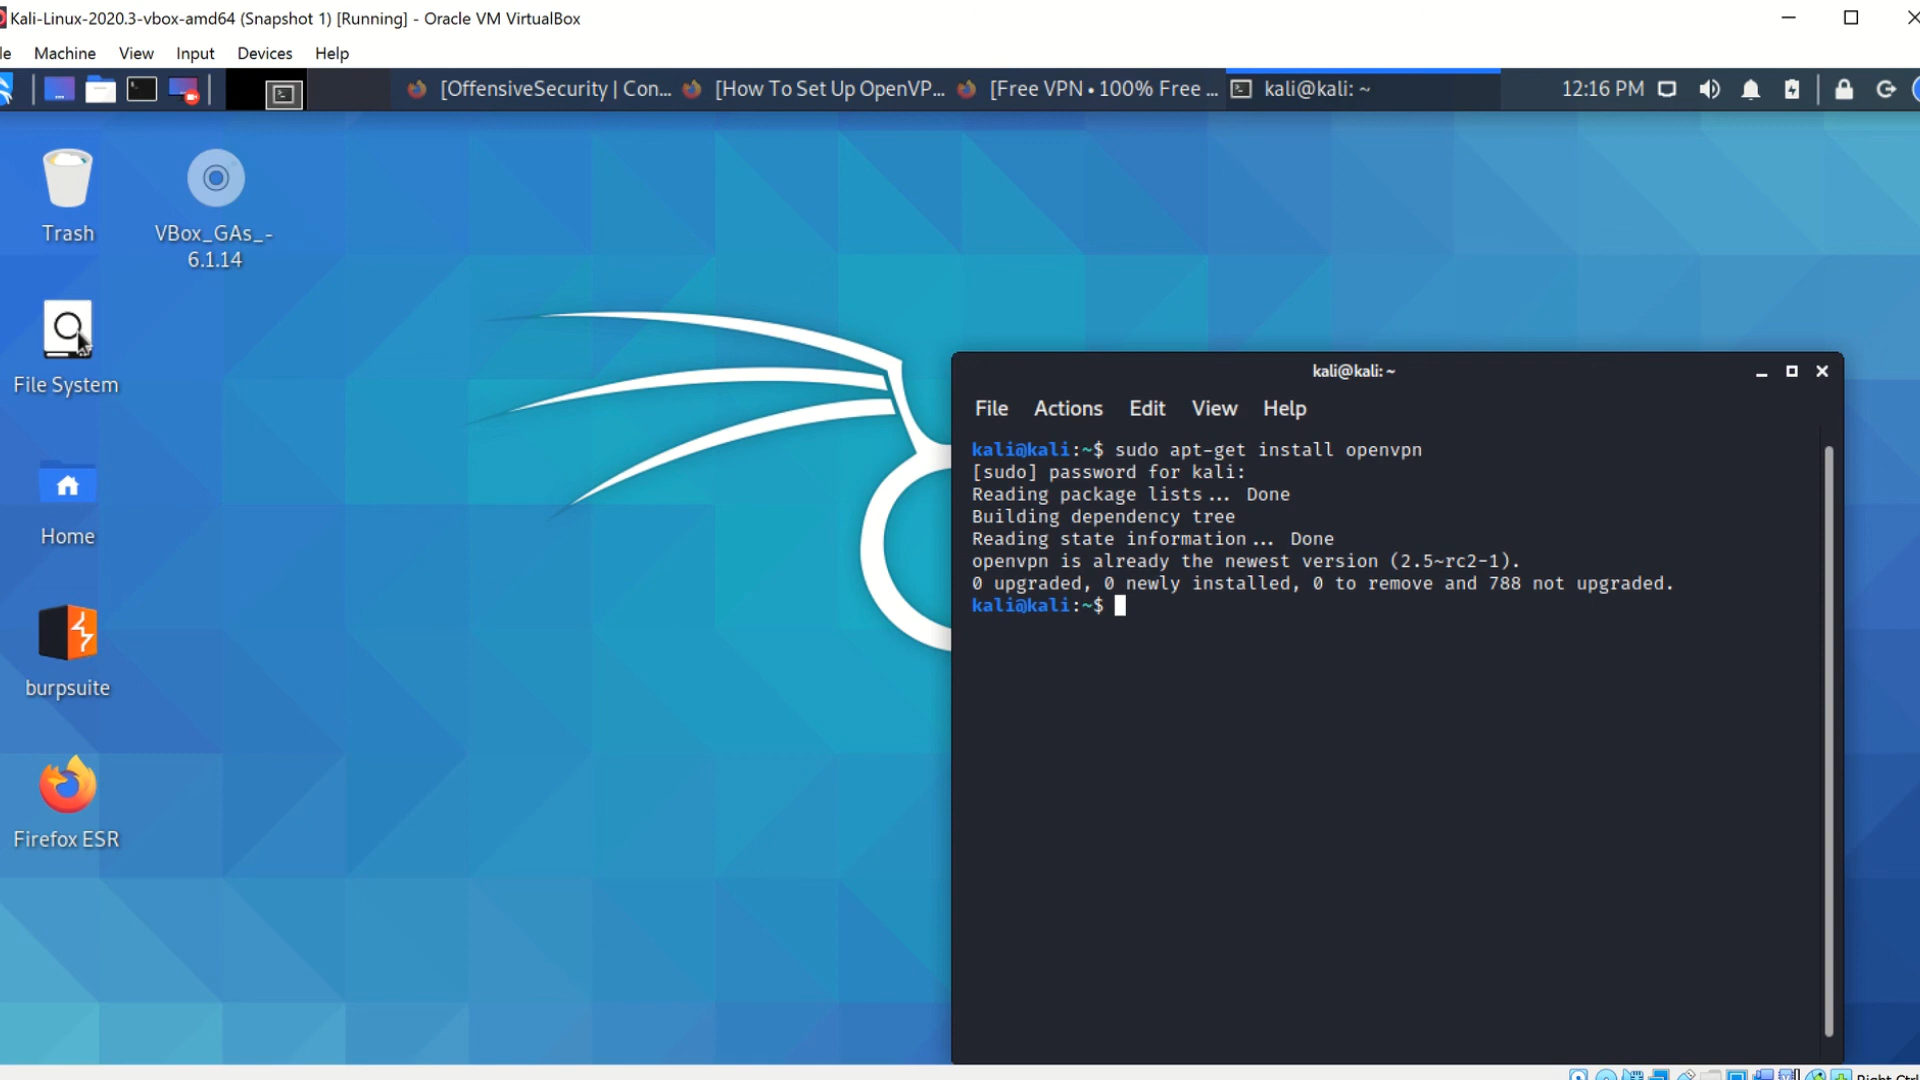 Kali-Linux-2020.3-vbox-amd64 (Snapshot 1) [Running] - Oracle VM VirtualBox
le Machine View Input Devices Help
[OffensiveSecurity | Con... [How To Set Up OpenVP... [Free VPN • 100% Free ... kali@kali: ~ 12:16 PM
Trash
VBox_GAs_-
6.1.14
File System
Home
burpsuite
Firefox ESR
kali@kali: ~
File Actions Edit View Help
kali@kali:~$ sudo apt-get install openvpn
[sudo] password for kali:
Reading package lists... Done
Building dependency tree
Reading state information... Done
openvpn is already the newest version (2.5~rc2-1).
0 upgraded, 0 newly installed, 0 to remove and 788 not upgraded.
kali@kali:~$
Right Ctrl